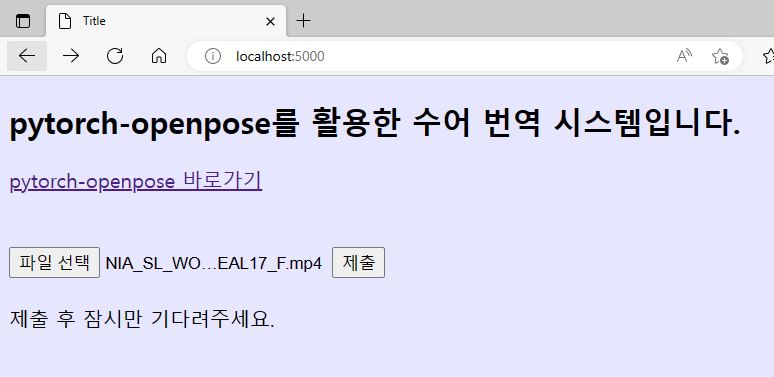 Title
localhost:5000
pytorch-openpose를 활용한 수어 번역 시스템입니다.
pytorch-openpose 바로가기
파일 선택 NIA_SL_WO...EAL17_F.mp4 제출
제출 후 잠시만 기다려주세요.